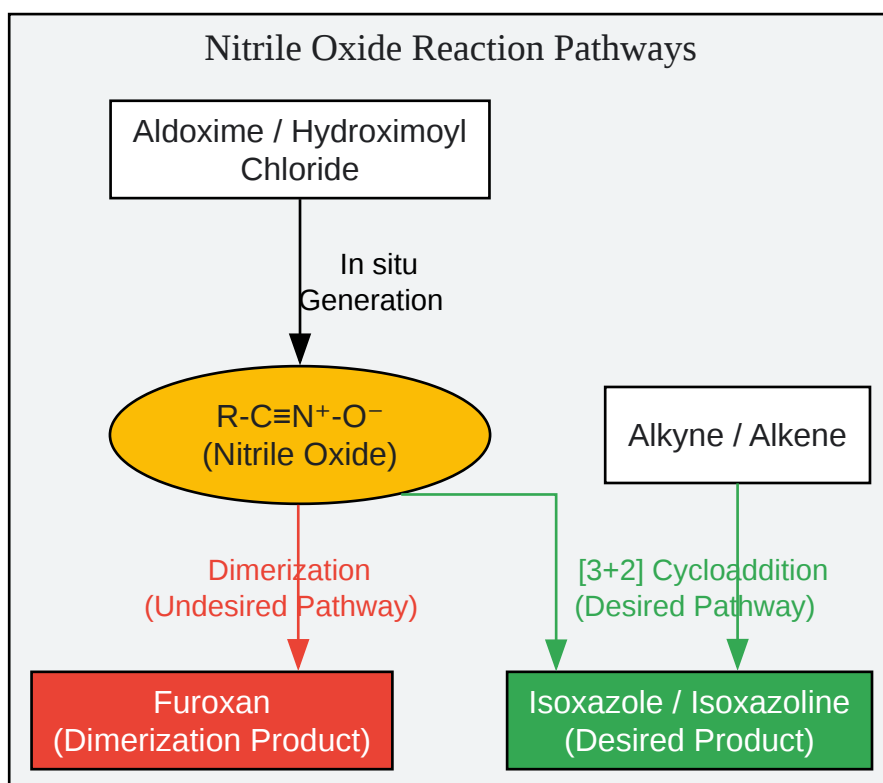 Nitrile Oxide Reaction Pathways
Aldoxime / Hydroximoyl
Chloride
In situ
Generation
R-C≡N⁺-O⁻
(Nitrile Oxide)
Alkyne / Alkene
Dimerization
(Undesired Pathway)
[3+2] Cycloaddition
(Desired Pathway)
Furoxan
(Dimerization Product)
Isoxazole / Isoxazoline
(Desired Product)